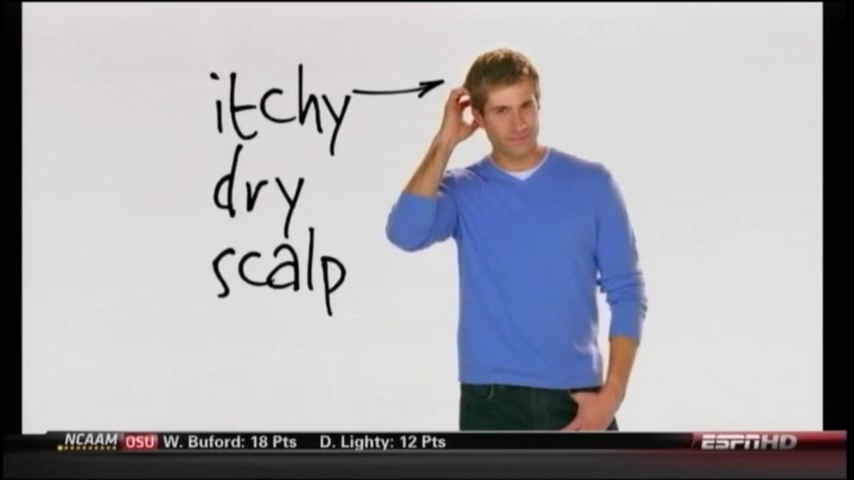 itchy
dry
scalp
NCAAM OSU W. Buford: 18 Pts D. Lighty: 12 Pts ESPNHD